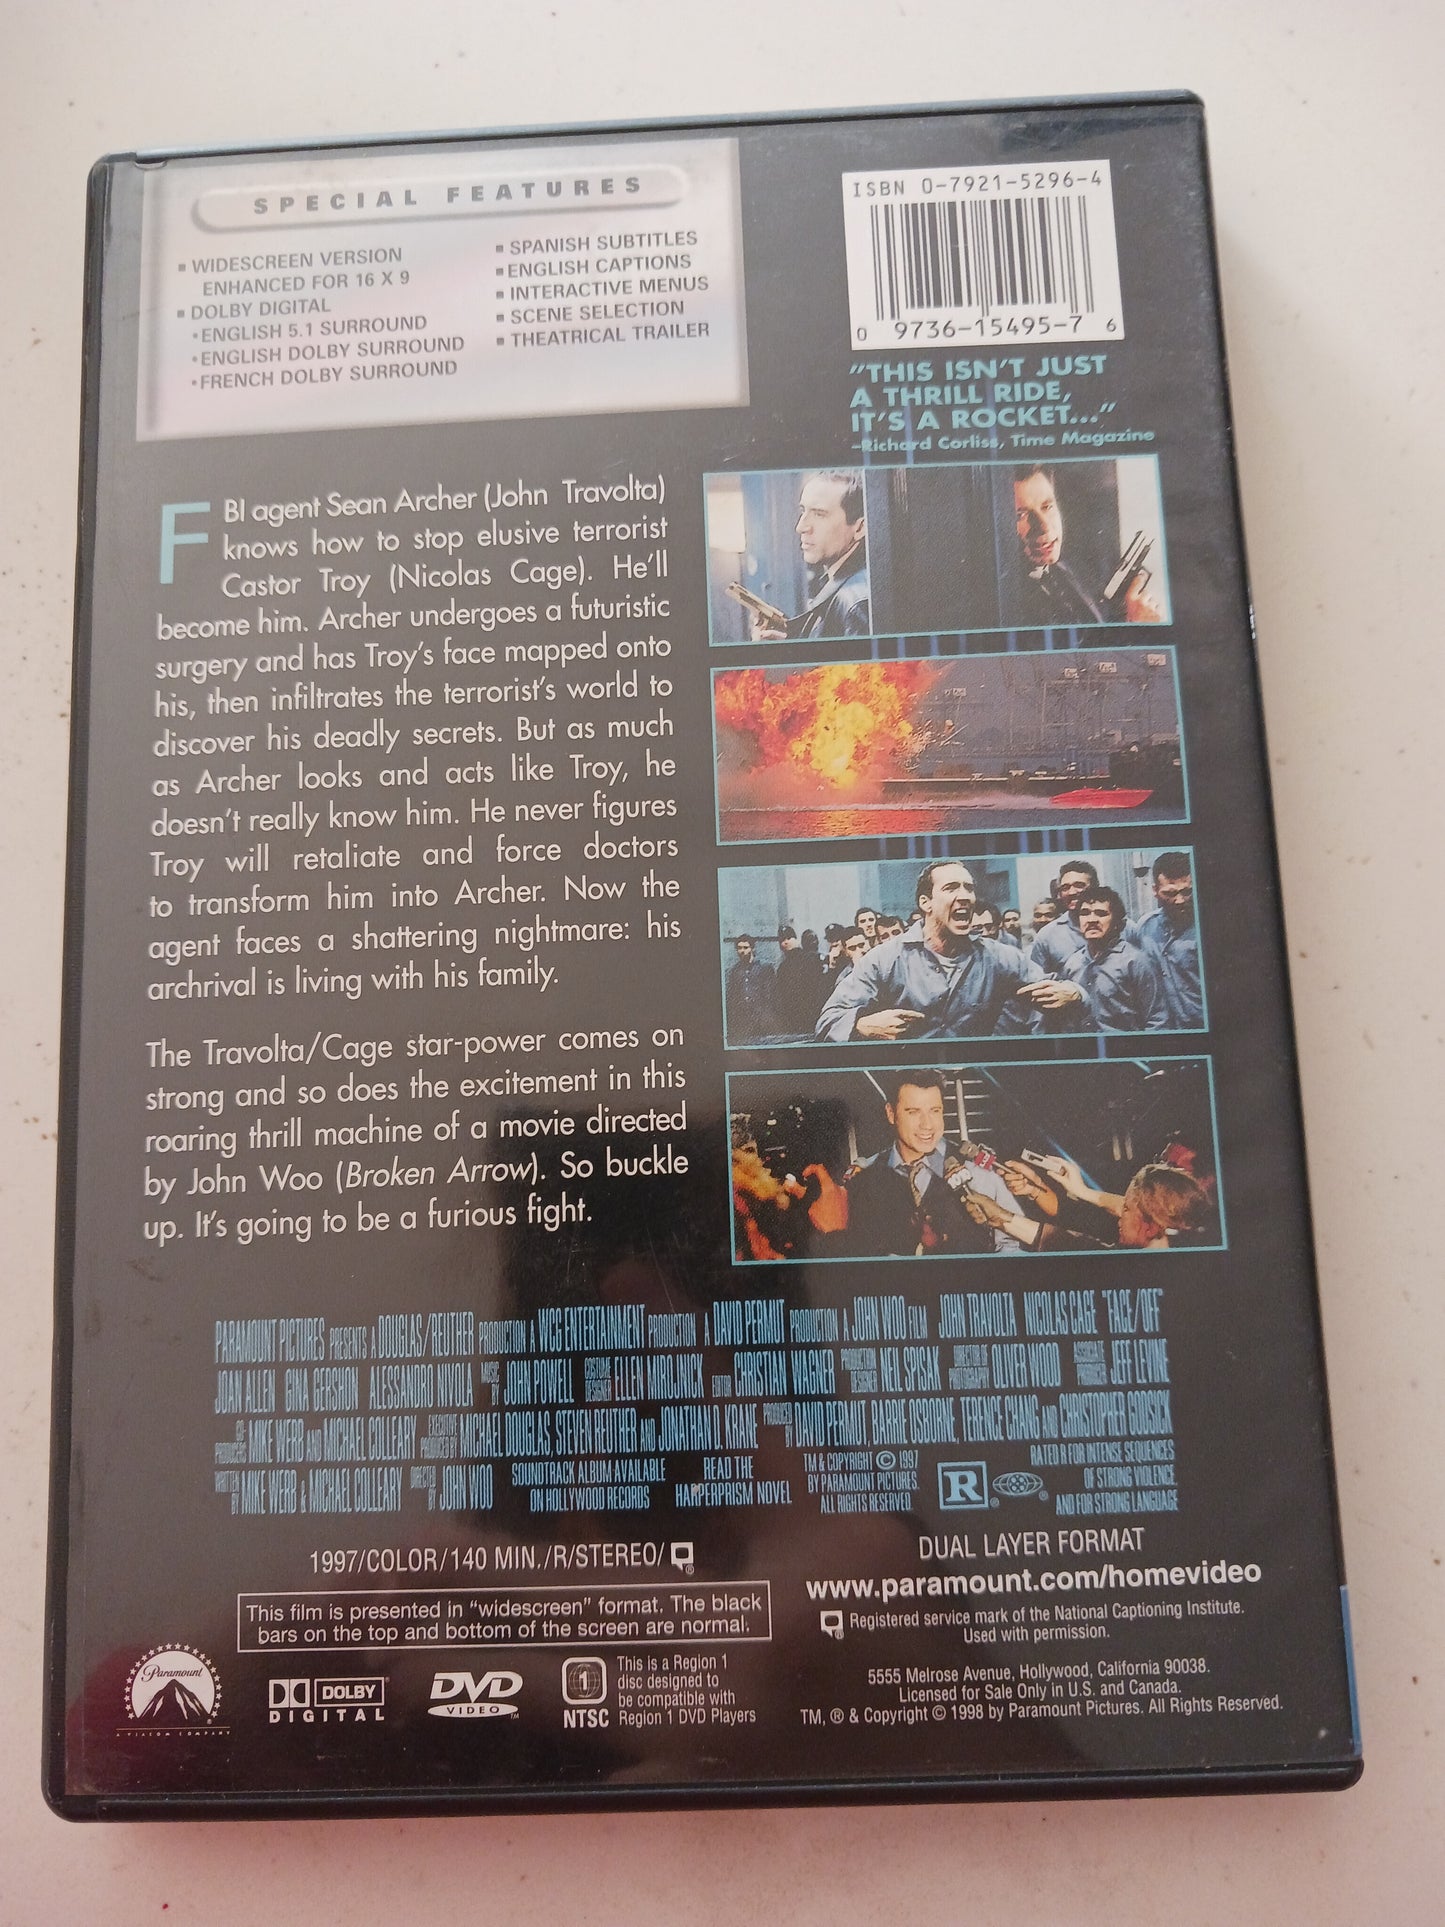 SPECIAL FEATURES
▪ WIDESCREEN VERSION
ENHANCED FOR 16 X 9
▪ DOLBY DIGITAL
•ENGLISH 5.1 SURROUND
•ENGLISH DOLBY SURROUND
•FRENCH DOLBY SURROUND
▪ SPANISH SUBTITLES
▪ ENGLISH CAPTIONS
▪ INTERACTIVE MENUS
▪ SCENE SELECTION
▪ THEATRICAL TRAILER
ISBN 0-7921-5296-4
0 9736-15495-7 6
"THIS ISN'T JUST
A THRILL RIDE,
IT'S A ROCKET..."
–Richard Corliss, Time Magazine
FBI agent Sean Archer (John Travolta)
knows how to stop elusive terrorist
Castor Troy (Nicolas Cage). He'll
become him. Archer undergoes a futuristic
surgery and has Troy's face mapped onto
his, then infiltrates the terrorist's world to
discover his deadly secrets. But as much
as Archer looks and acts like Troy, he
doesn't really know him. He never figures
Troy will retaliate and force doctors
to transform him into Archer. Now the
agent faces a shattering nightmare: his
archrival is living with his family.
The Travolta/Cage star-power comes on
strong and so does the excitement in this
roaring thrill machine of a movie directed
by John Woo (Broken Arrow). So buckle
up. It's going to be a furious fight.
PARAMOUNT PICTURES PRESENTS A DOUGLAS/REUTHER PRODUCTION A WCG ENTERTAINMENT PRODUCTION A DAVID PERMUT PRODUCTION A JOHN WOO FILM JOHN TRAVOLTA NICOLAS CAGE "FACE/OFF"
JOAN ALLEN GINA GERSHON ALESSANDRO NIVOLA MUSIC BY JOHN POWELL COSTUME DESIGNER ELLEN MIROJNICK EDITOR CHRISTIAN WAGNER PRODUCTION DESIGNER NEIL SPISAK DIRECTOR OF PHOTOGRAPHY OLIVER WOOD ASSOCIATE PRODUCER JEFF LEVINE
CO-PRODUCERS MIKE WERB AND MICHAEL COLLEARY EXECUTIVE PRODUCED BY MICHAEL DOUGLAS, STEVEN REUTHER AND JONATHAN D. KRANE PRODUCED BY DAVID PERMUT, BARRIE OSBORNE, TERENCE CHANG AND CHRISTOPHER GODSICK
WRITTEN BY MIKE WERB & MICHAEL COLLEARY DIRECTED BY JOHN WOO
SOUNDTRACK ALBUM AVAILABLE
ON HOLLYWOOD RECORDS
READ THE
HARPERPRISM NOVEL
TM & COPYRIGHT © 1997
BY PARAMOUNT PICTURES.
ALL RIGHTS RESERVED.
R ®
®
RATED R FOR INTENSE SEQUENCES
OF STRONG VIOLENCE,
AND FOR STRONG LANGUAGE
1997/COLOR/140 MIN./R/STEREO/ ®
This film is presented in "widescreen" format. The black
bars on the top and bottom of the screen are normal.
DUAL LAYER FORMAT
www.paramount.com/homevideo
Registered service mark of the National Captioning Institute.
Used with permission.
Paramount
®
A VIACOM COMPANY
DOLBY
DIGITAL
DVD
VIDEO
TM
1
NTSC
This is a Region 1
disc designed to
be compatible with
Region 1 DVD Players
5555 Melrose Avenue, Hollywood, California 90038.
Licensed for Sale Only in U.S. and Canada.
TM, ® & Copyright © 1998 by Paramount Pictures. All Rights Reserved.